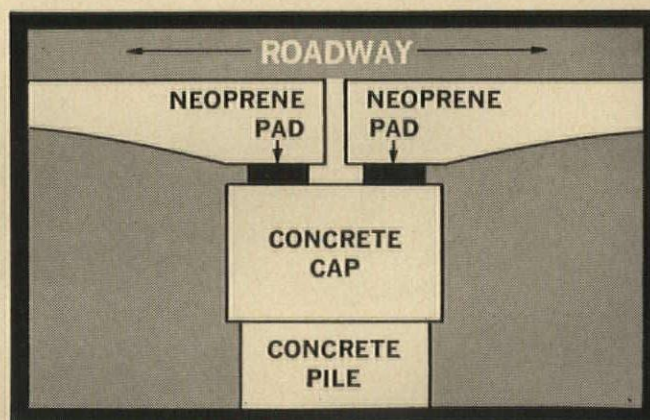 ROADWAY
NEOPRENE
PAD
NEOPRENE
PAD
CONCRETE
CAP
CONCRETE
PILE